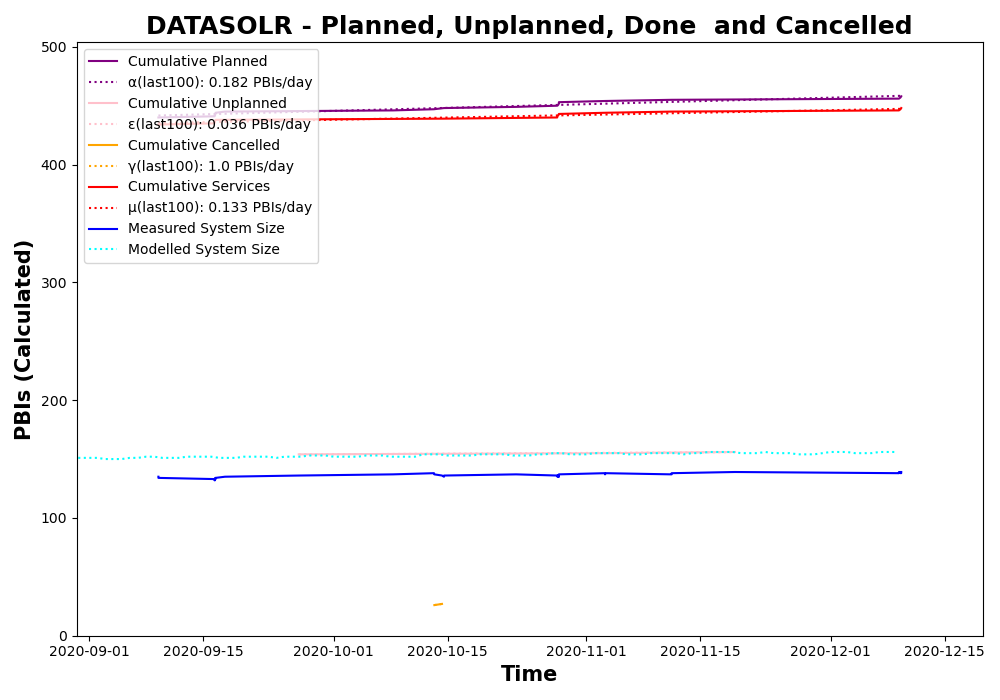 DATASOLR - Planned, Unplanned, Done  and Cancelled
500
400
300
200
100
0
PBIs (Calculated)
Cumulative Planned
α(last100): 0.182 PBIs/day
Cumulative Unplanned
ε(last100): 0.036 PBIs/day
Cumulative Cancelled
γ(last100): 1.0 PBIs/day
Cumulative Services
μ(last100): 0.133 PBIs/day
Measured System Size
Modelled System Size
2020-09-01 2020-09-15 2020-10-01 2020-10-15 2020-11-01 2020-11-15 2020-12-01 2020-12-15
Time